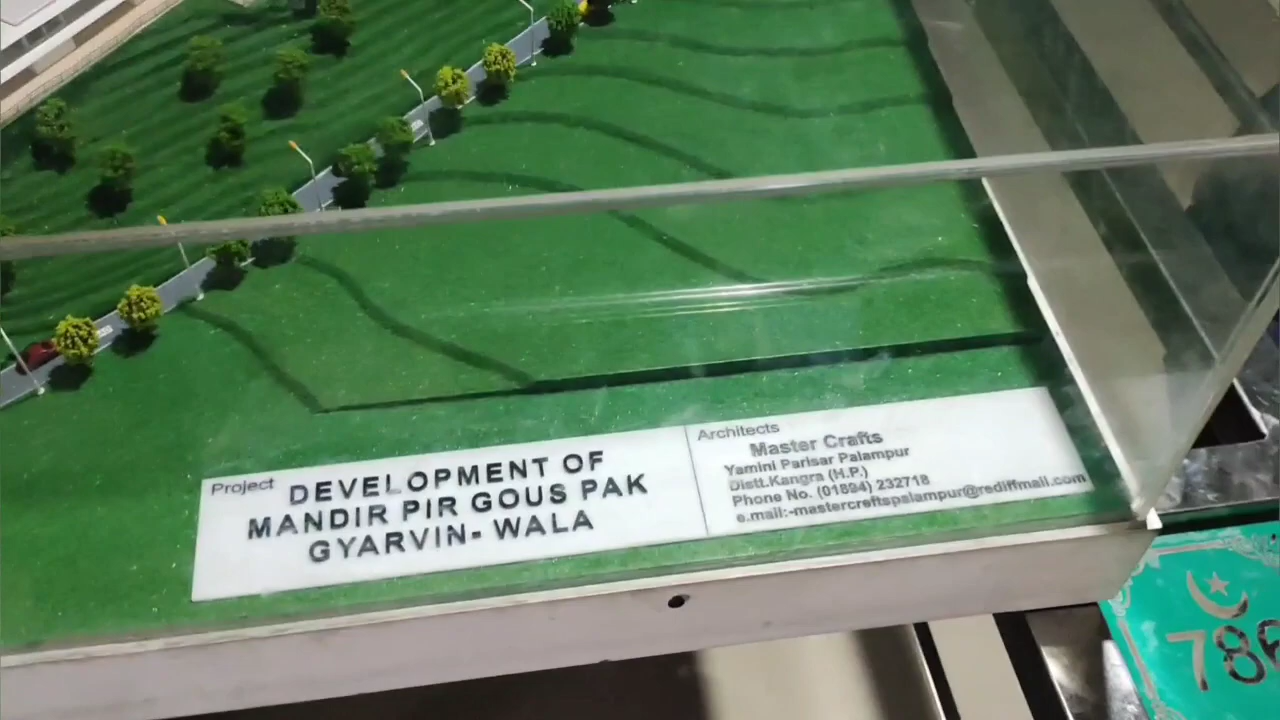 Project
DEVELOPMENT OF
MANDIR PIR GOUS PAK
GYARVIN- WALA
Architects
Master Crafts
Yamini Parisar Palampur
Distt.Kangra (H.P.)
Phone No. (01894) 232718
e.mail:-mastercraftspalampur@rediffmail.com
786